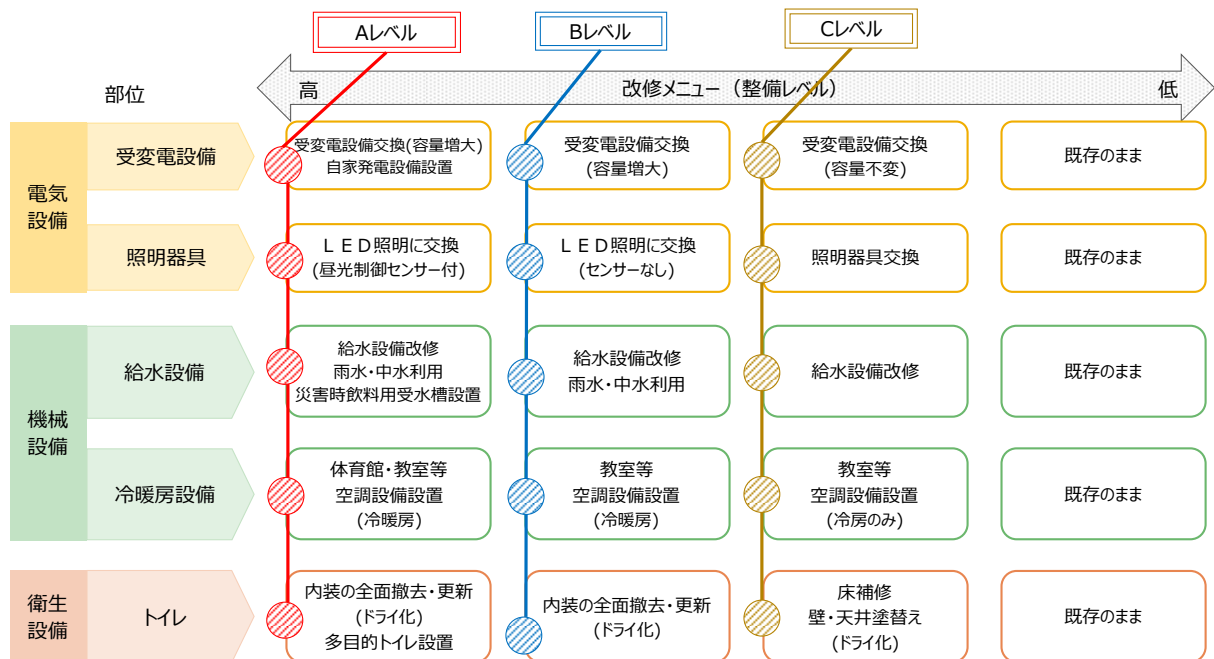 Aレベル
Bレベル
Cレベル
部位
高
改修メニュー（整備レベル）
低
電気
設備
受変電設備
受変電設備交換(容量増大)
自家発電設備設置
受変電設備交換
(容量増大)
受変電設備交換
(容量不変)
既存のまま
照明器具
ＬＥＤ照明に交換
(昼光制御センサー付)
ＬＥＤ照明に交換
(センサーなし)
照明器具交換
既存のまま
機械
設備
給水設備
給水設備改修
雨水・中水利用
災害時飲料用受水槽設置
給水設備改修
雨水・中水利用
給水設備改修
既存のまま
冷暖房設備
体育館・教室等
空調設備設置
(冷暖房)
教室等
空調設備設置
(冷暖房)
教室等
空調設備設置
(冷房のみ)
既存のまま
衛生
設備
トイレ
内装の全面撤去・更新
(ドライ化)
多目的トイレ設置
内装の全面撤去・更新
(ドライ化)
床補修
壁・天井塗替え
(ドライ化)
既存のまま